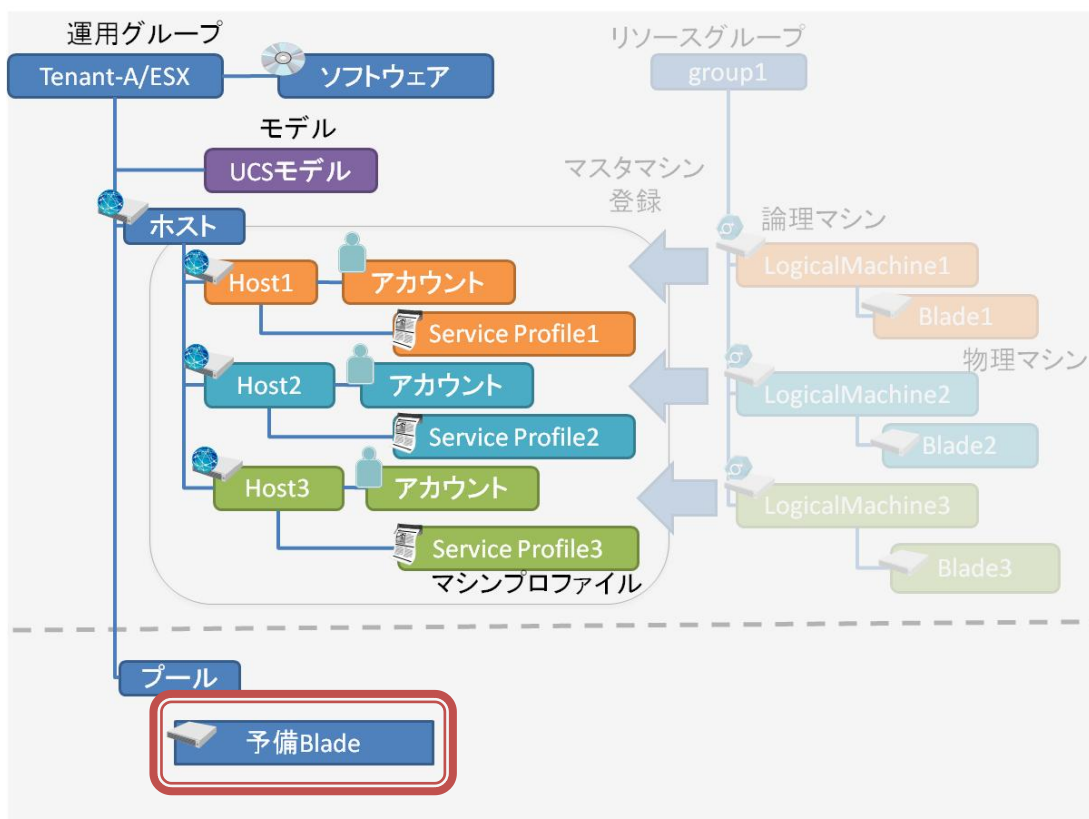 運用グループ
Tenant-A/ESX
ソフトウェア
モデル
UCSモデル
ホスト
Host1
アカウント
Service Profile1
Host2
アカウント
Service Profile2
Host3
アカウント
Service Profile3
マシンプロファイル
プール
予備Blade
リソースグループ
group1
マスタマシン
登録
論理マシン
LogicalMachine1
Blade1
物理マシン
LogicalMachine2
Blade2
LogicalMachine3
Blade3